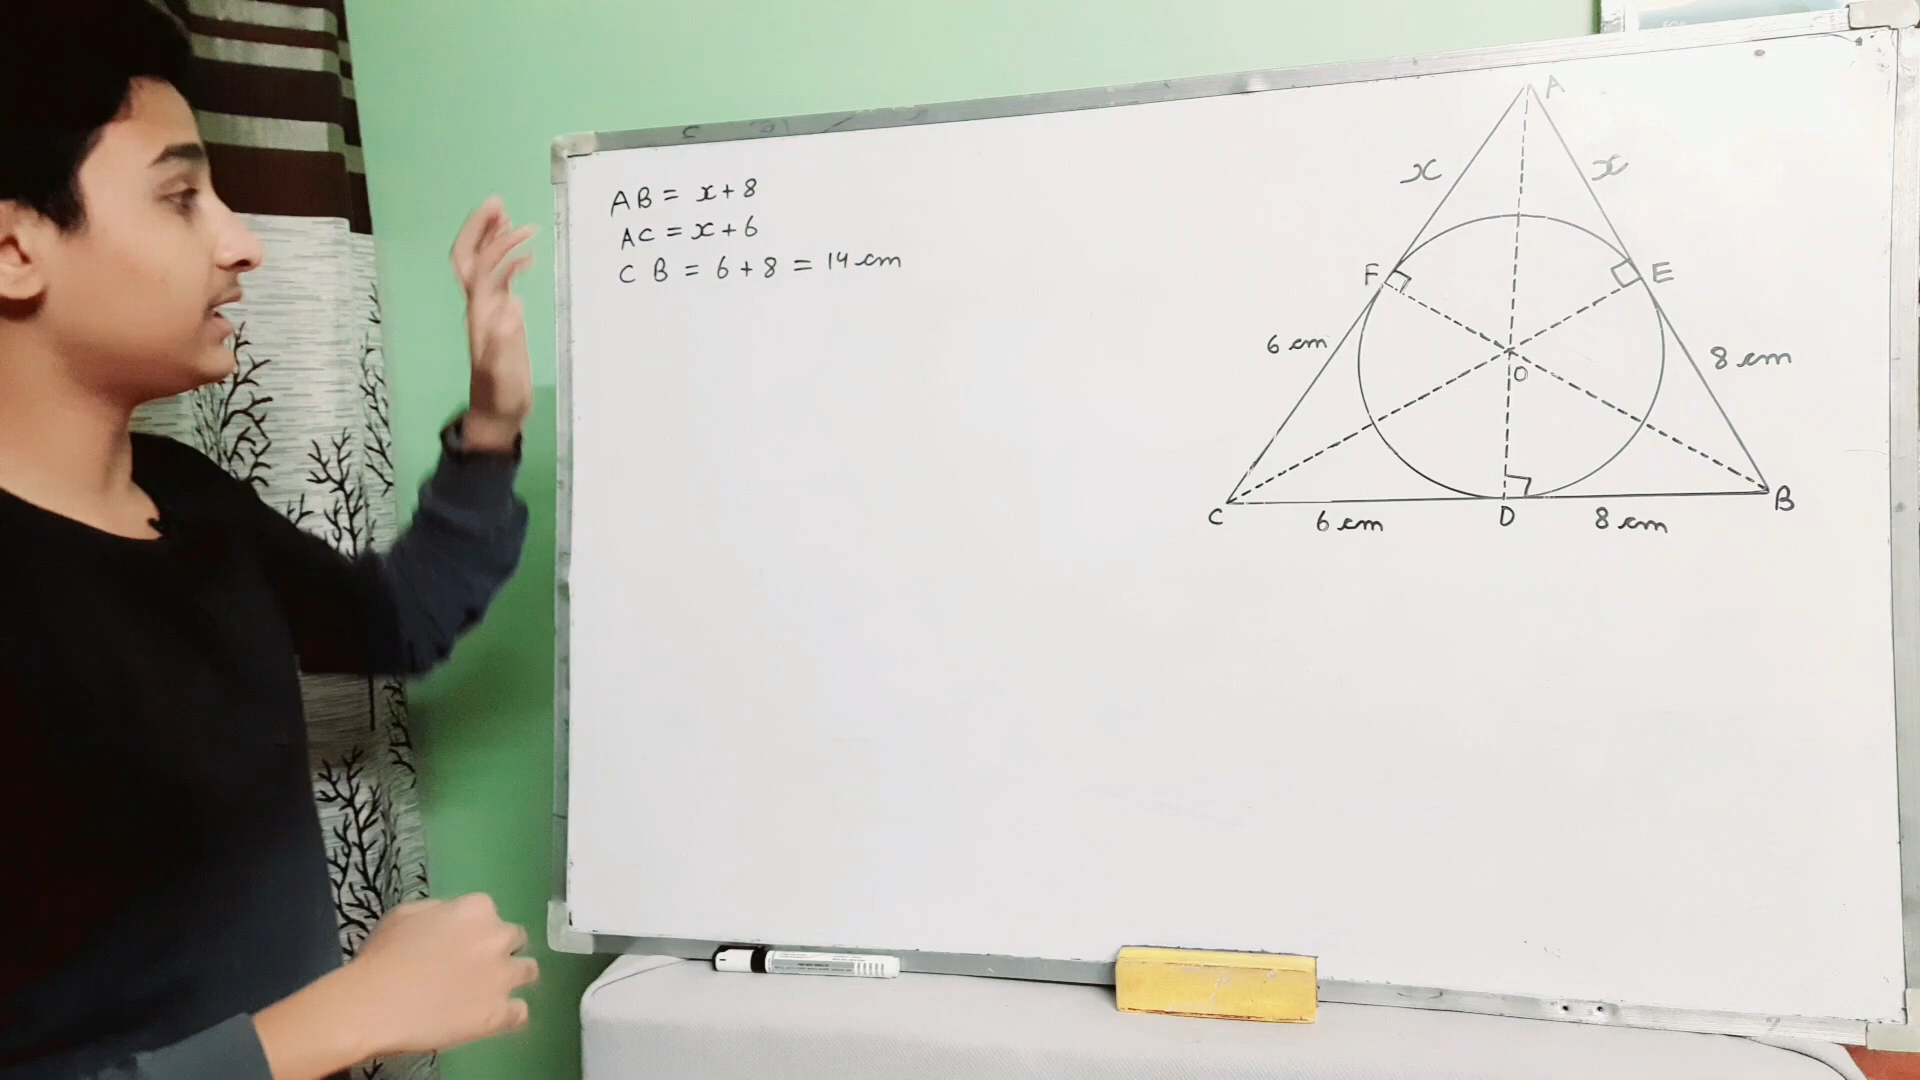 AB = x + 8
AC = x + 6
CB = 6 + 8 = 14 cm
A
x
x
F
E
6 cm
8 cm
O
C
6 cm
D
8 cm
B